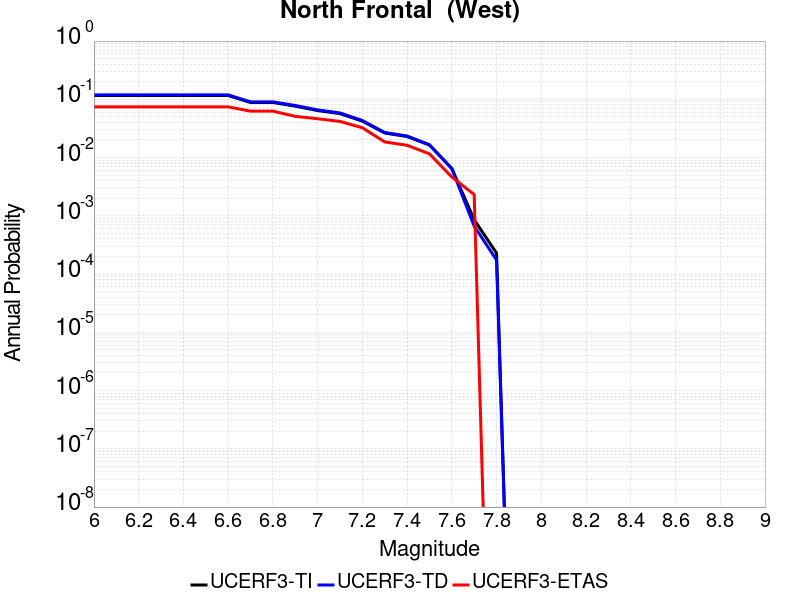 North Frontal  (West)
10^0
10^-1
10^-2
10^-3
10^-4
10^-5
10^-6
10^-7
10^-8
Annual Probability
6 6.2 6.4 6.6 6.8 7 7.2 7.4 7.6 7.8 8 8.2 8.4 8.6 8.8 9
Magnitude
UCERF3-TI UCERF3-TD UCERF3-ETAS